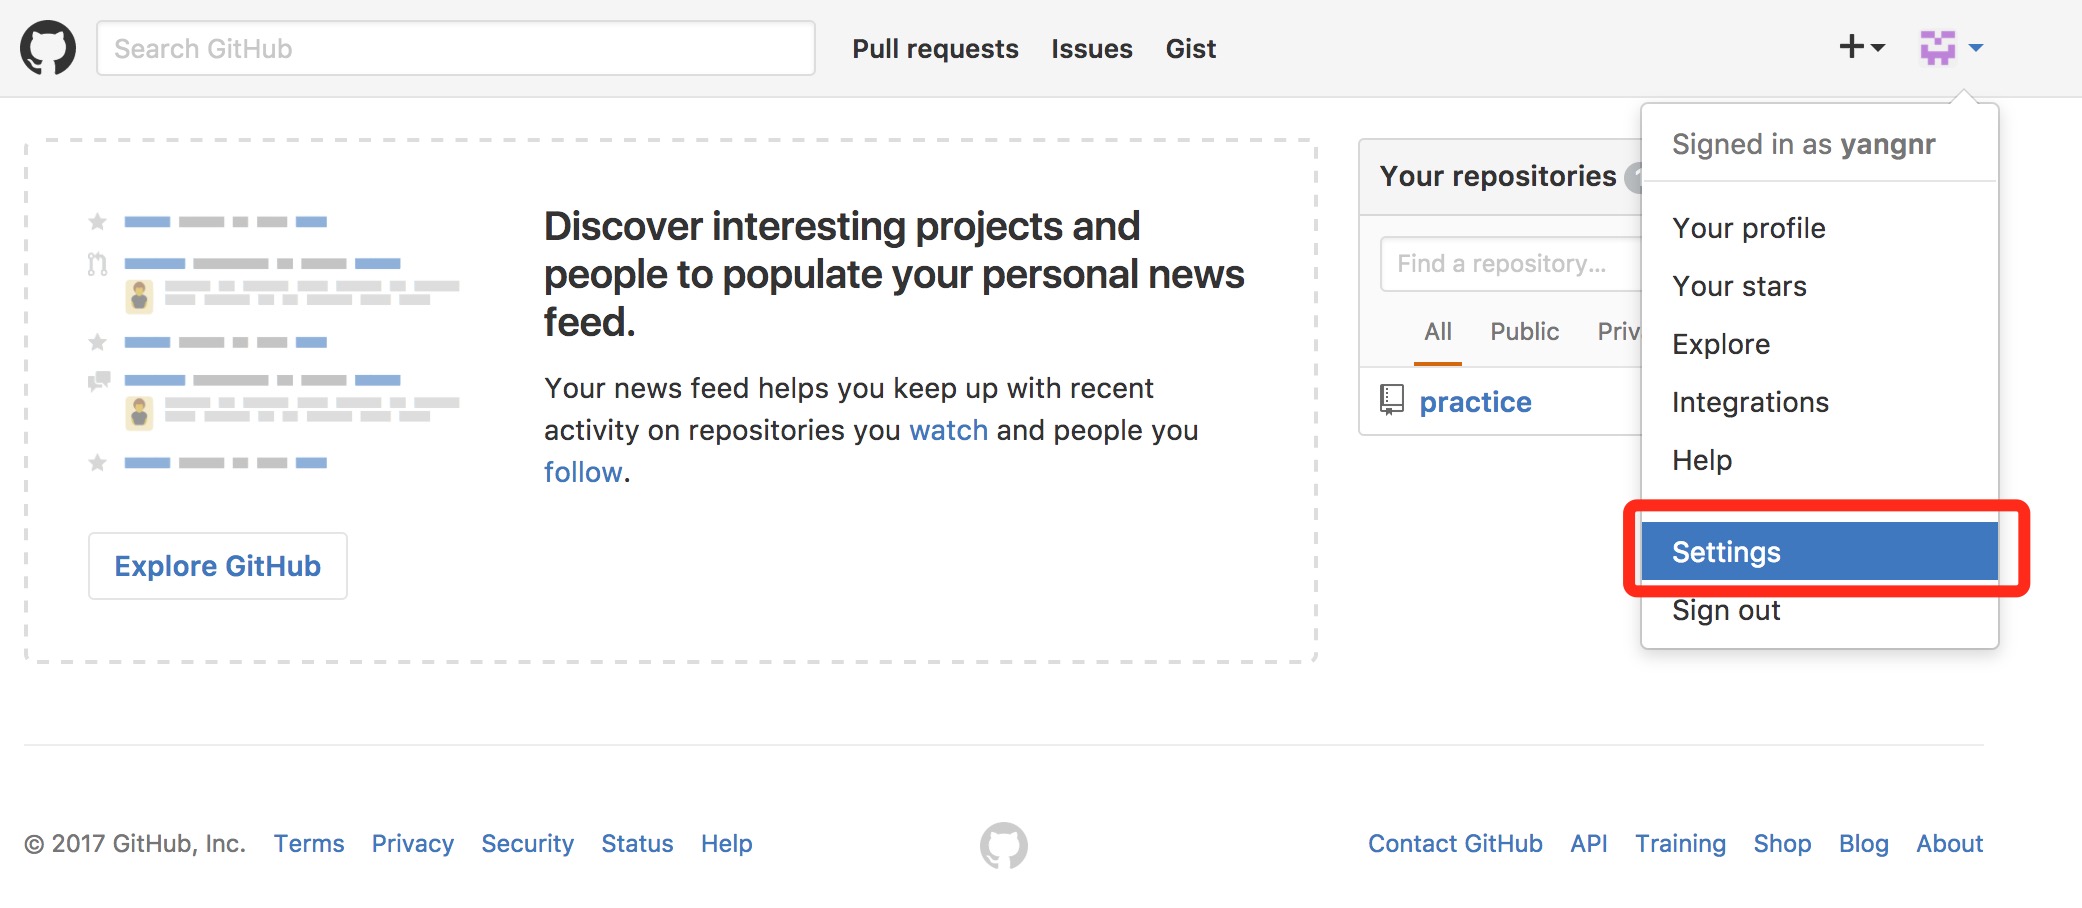 Search GitHub
Pull requests
Issues
Gist
Signed in as yangnr
Your profile
Your stars
Explore
Integrations
Help
Settings
Sign out
Discover interesting projects and
people to populate your personal news
feed.
Your news feed helps you keep up with recent
activity on repositories you watch and people you
follow.
Explore GitHub
Your repositories
Find a repository...
All
Public
Priv
practice
© 2017 GitHub, Inc.
Terms
Privacy
Security
Status
Help
Contact GitHub
API
Training
Shop
Blog
About